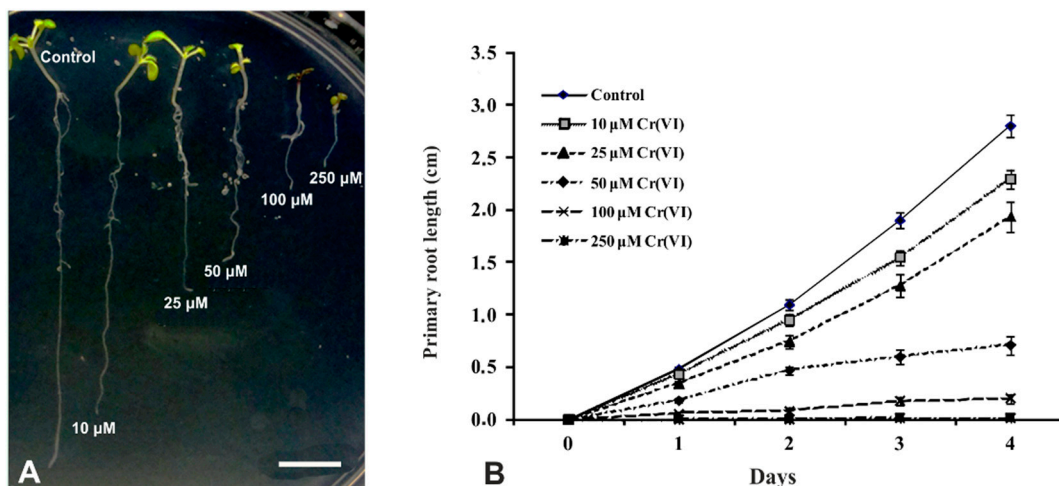 Control
10 µM
25 µM
50 µM
100 µM
250 µM
A
3.5
3.0
2.5
2.0
1.5
1.0
0.5
0.0
Primary root length (cm)
Control
10 µM Cr(VI)
25 µM Cr(VI)
50 µM Cr(VI)
100 µM Cr(VI)
250 µM Cr(VI)
0 1 2 3 4
Days
B